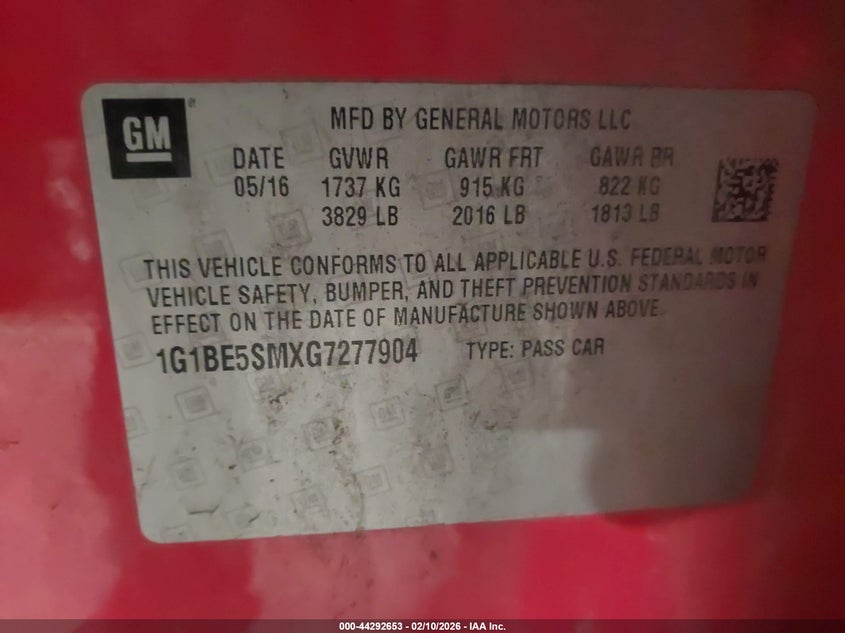 GM
MFD BY GENERAL MOTORS LLC
DATE GVWR GAWR FRT GAWR RR
05/16 1737 KG 915 KG 822 KG
3829 LB 2016 LB 1813 LB
THIS VEHICLE CONFORMS TO ALL APPLICABLE U.S. FEDERAL MOTOR
VEHICLE SAFETY, BUMPER, AND THEFT PREVENTION STANDARDS IN
EFFECT ON THE DATE OF MANUFACTURE SHOWN ABOVE.
1G1BE5SMXG7277904 TYPE: PASS CAR
000-44292653 - 02/10/2026 - IAA Inc.